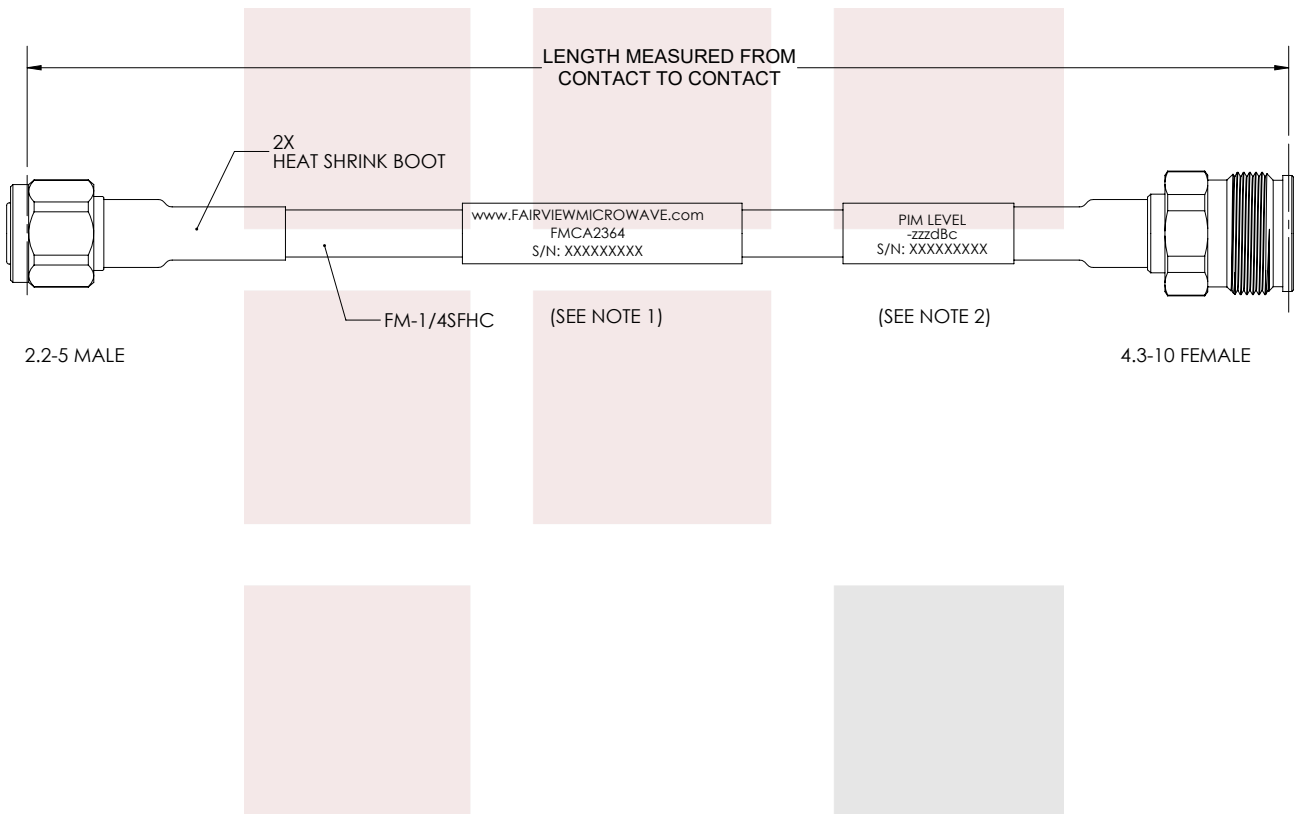 LENGTH MEASURED FROM
CONTACT TO CONTACT
2X
HEAT SHRINK BOOT
www.FAIRVIEWMICROWAVE.com
FMCA2364
S/N: XXXXXXXXX
PIM LEVEL
-zzzdBc
S/N: XXXXXXXXX
FM-1/4SFHC
(SEE NOTE 1)
(SEE NOTE 2)
2.2-5 MALE
4.3-10 FEMALE